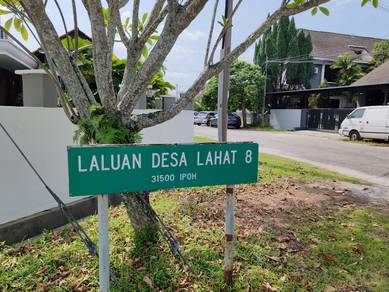 LALUAN DESA LAHAT 8
31500 IPOH